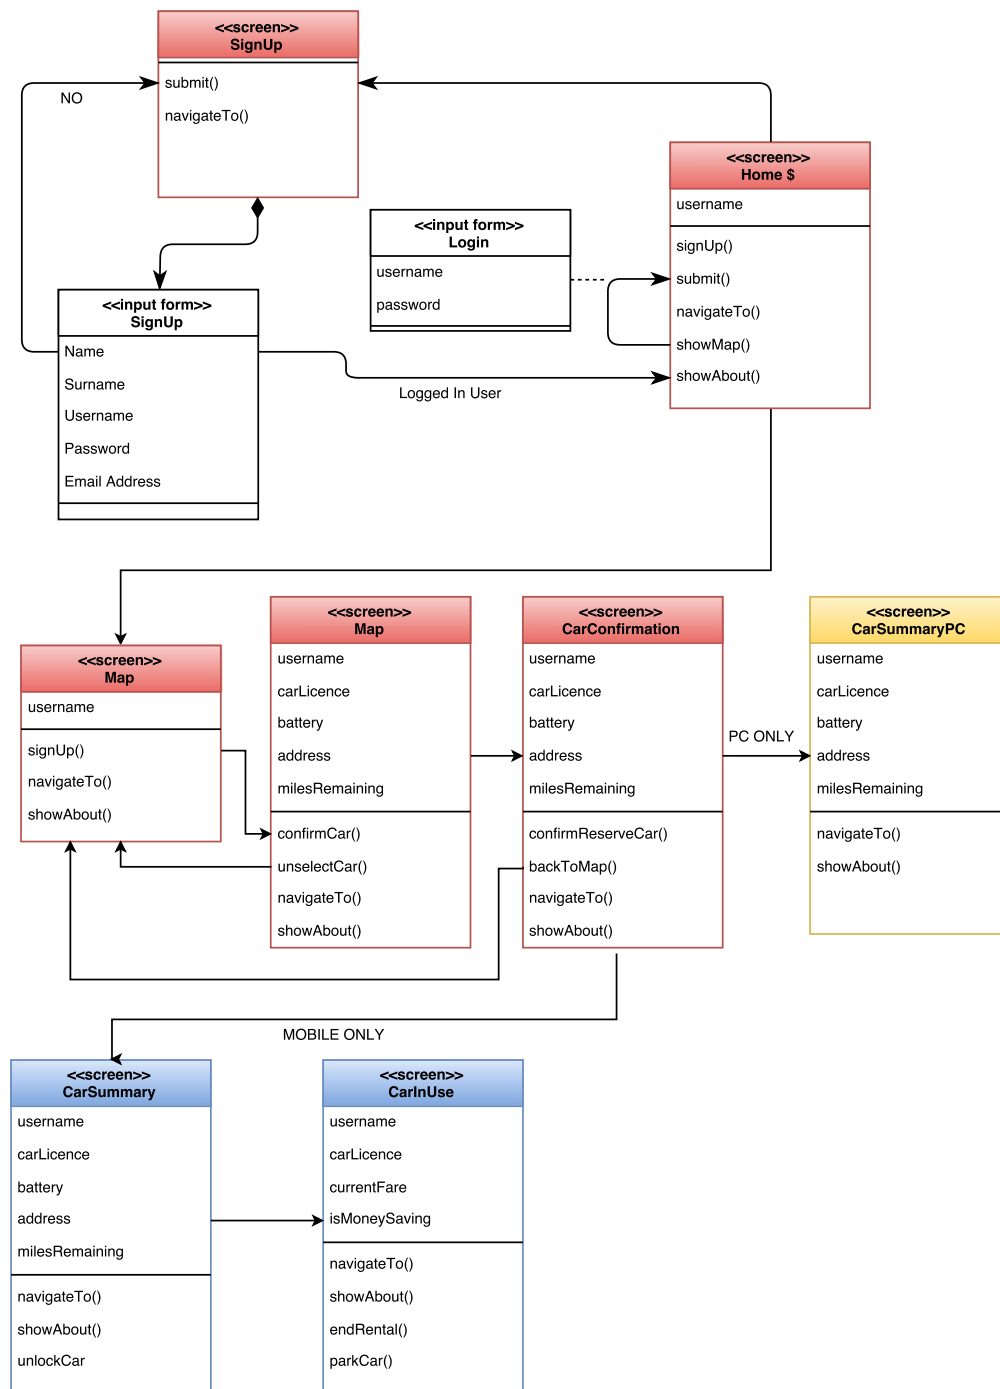 <<screen>>
SignUp
submit()
navigateTo()
NO
<<screen>>
Home $
username
signUp()
submit()
navigateTo()
showMap()
showAbout()
<<input form>>
Login
username
password
<<input form>>
SignUp
Name
Surname
Username
Password
Email Address
Logged In User
<<screen>>
Map
username
signUp()
navigateTo()
showAbout()
<<screen>>
Map
username
carLicence
battery
address
milesRemaining
confirmCar()
unselectCar()
navigateTo()
showAbout()
<<screen>>
CarConfirmation
username
carLicence
battery
address
milesRemaining
confirmReserveCar()
backToMap()
navigateTo()
showAbout()
PC ONLY
<<screen>>
CarSummaryPC
username
carLicence
battery
address
milesRemaining
navigateTo()
showAbout()
MOBILE ONLY
<<screen>>
CarSummary
username
carLicence
battery
address
milesRemaining
navigateTo()
showAbout()
unlockCar
<<screen>>
CarInUse
username
carLicence
currentFare
isMoneySaving
navigateTo()
showAbout()
endRental()
parkCar()